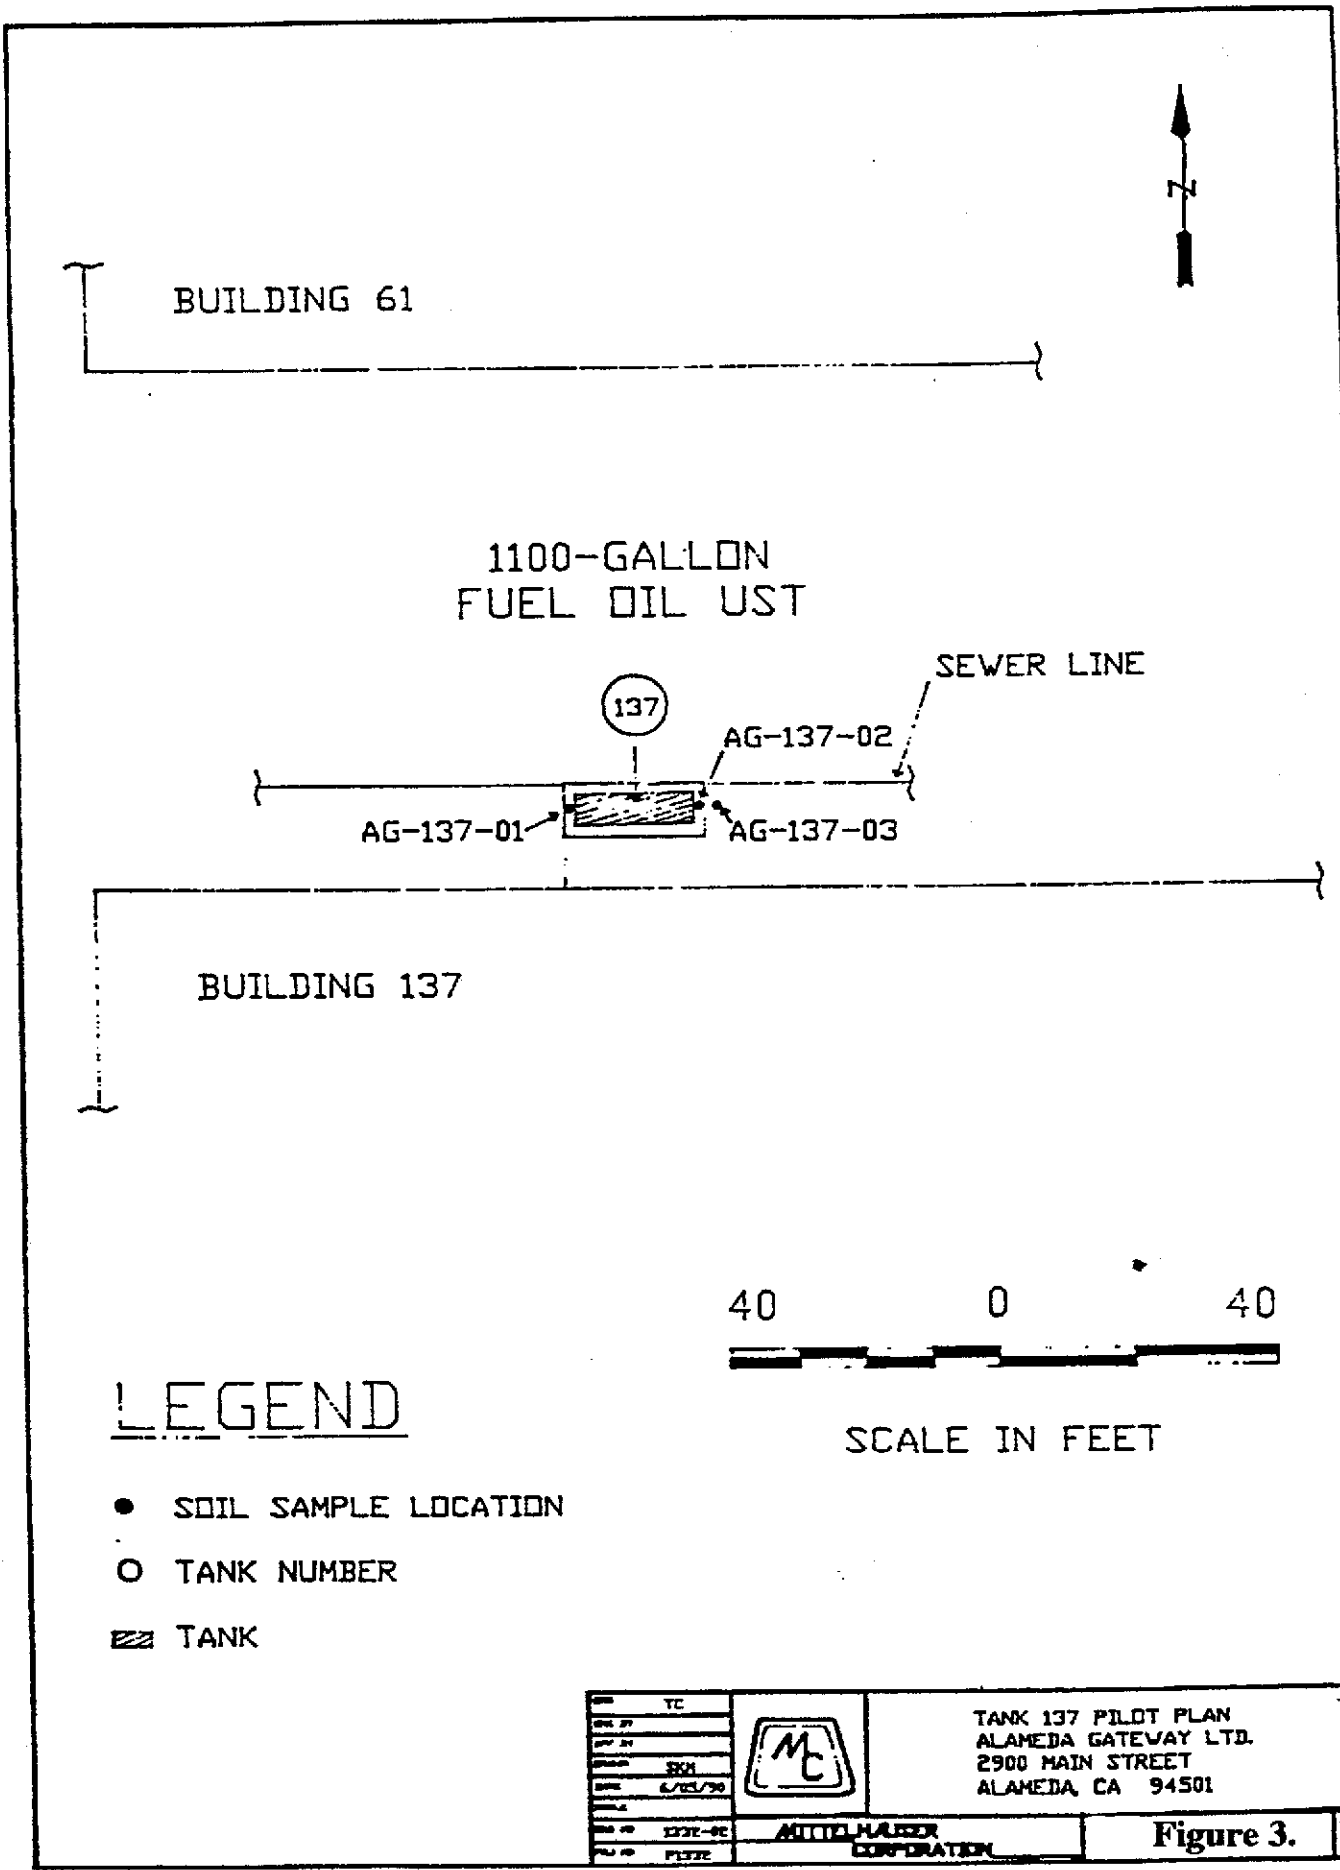 N
BUILDING 61
1100-GALLON
FUEL OIL UST
SEWER LINE
137
AG-137-02
AG-137-01
AG-137-03
BUILDING 137
40 0 40
SCALE IN FEET
LEGEND
SOIL SAMPLE LOCATION
TANK NUMBER
TANK
TC
MC
TANK 137 PILOT PLAN
ALAMEDA GATEWAY LTD.
2900 MAIN STREET
ALAMEDA, CA 94501
MITTELHAUSER
CORPORATION
Figure 3.